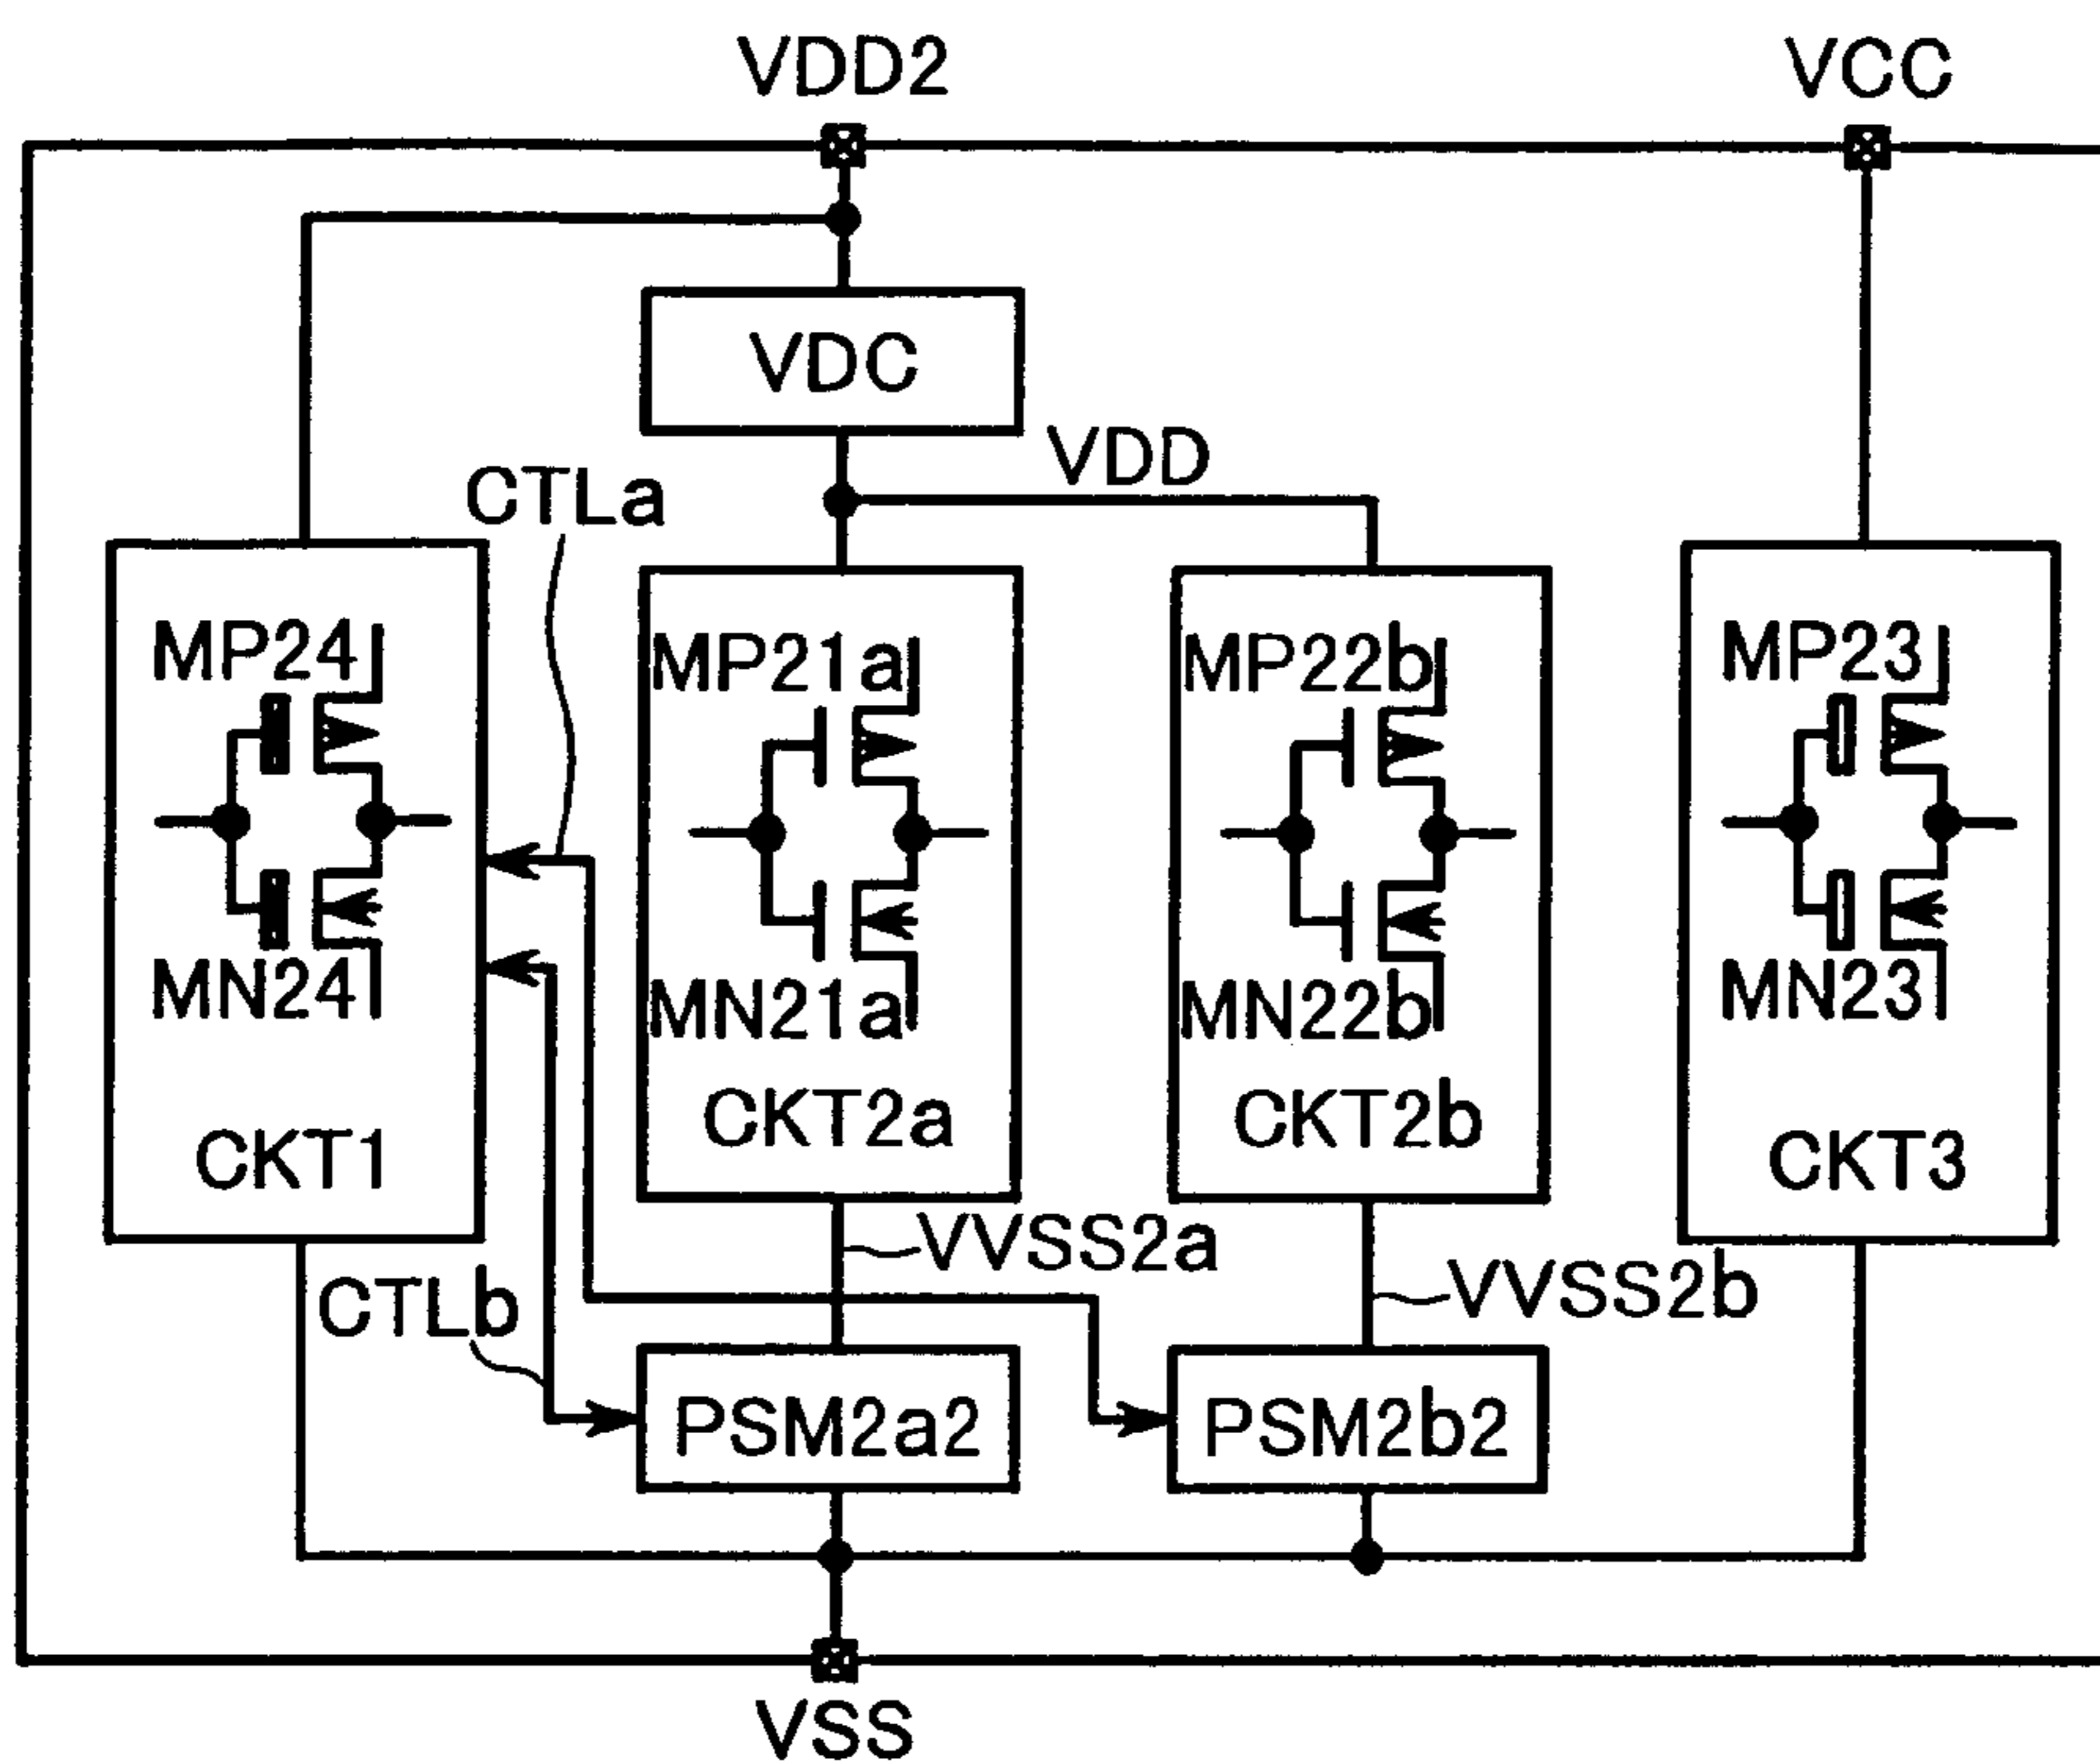 VDD2
VCC
VDC
VDD
CTLa
MP24
MP21a
MP22b
MP23
MN24
MN21a
MN22b
MN23
CKT1
CKT2a
CKT2b
CKT3
VVSS2a
VVSS2b
CTLb
PSM2a2
PSM2b2
VSS